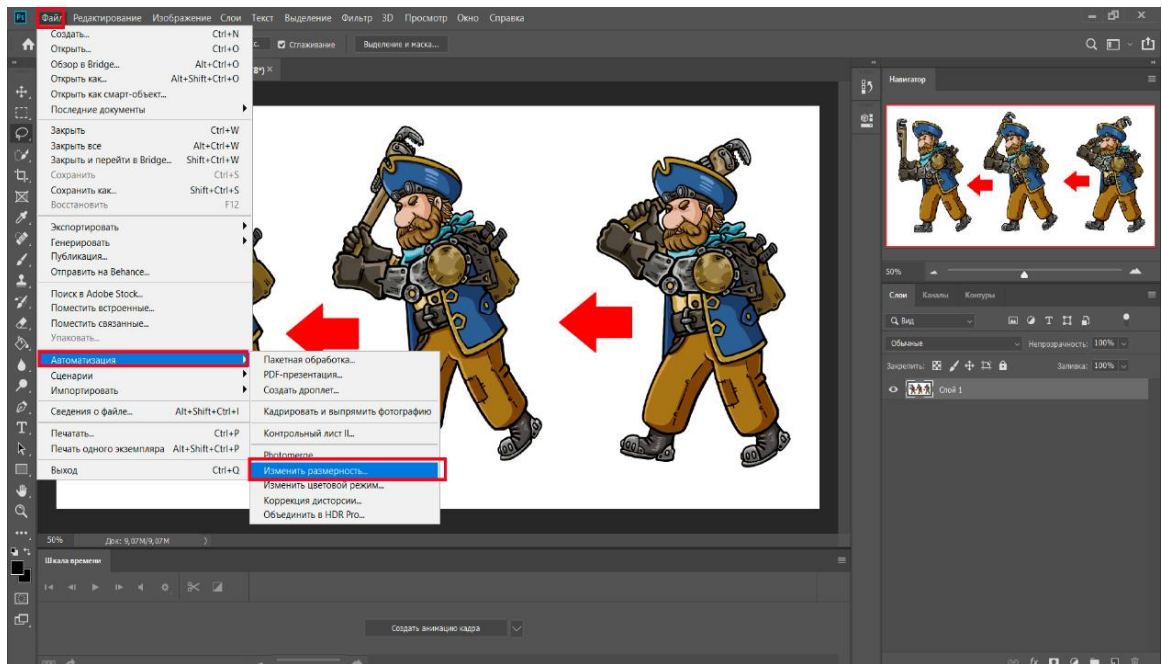 Ps Файл Редактирование Изображение Слои Текст Выделение Фильтр 3D Просмотр Окно Справка
Сглаживание Выделение и маска...
Создать... Ctrl+N
Открыть... Ctrl+O
Обзор в Bridge... Alt+Ctrl+O
Открыть как... Alt+Shift+Ctrl+O
Открыть как смарт-объект...
Последние документы
Закрыть Ctrl+W
Закрыть все Alt+Ctrl+W
Закрыть и перейти в Bridge... Shift+Ctrl+W
Сохранить Ctrl+S
Сохранить как... Shift+Ctrl+S
Восстановить F12
Экспортировать
Генерировать
Публикация...
Отправить на Behance...
Поиск в Adobe Stock...
Поместить встроенные...
Поместить связанные...
Упаковать...
Автоматизация
Сценарии
Импортировать
Сведения о файле... Alt+Shift+Ctrl+I
Печатать... Ctrl+P
Печать одного экземпляра Alt+Shift+Ctrl+P
Выход Ctrl+Q
Пакетная обработка...
PDF-презентация...
Создать дроплет...
Кадрировать и выпрямить фотографию
Контрольный лист II...
Photomerge...
Изменить размерность...
Изменить цветовой режим...
Коррекция дисторсии...
Объединить в HDR Pro...
50% Док: 9,07M/9,07M
Шкала времени
Создать анимацию кадра
Навигатор
50%
Слои Каналы Контуры
Вид
Обычные Непрозрачность: 100%
Закрепить: Заливка: 100%
Слой 1